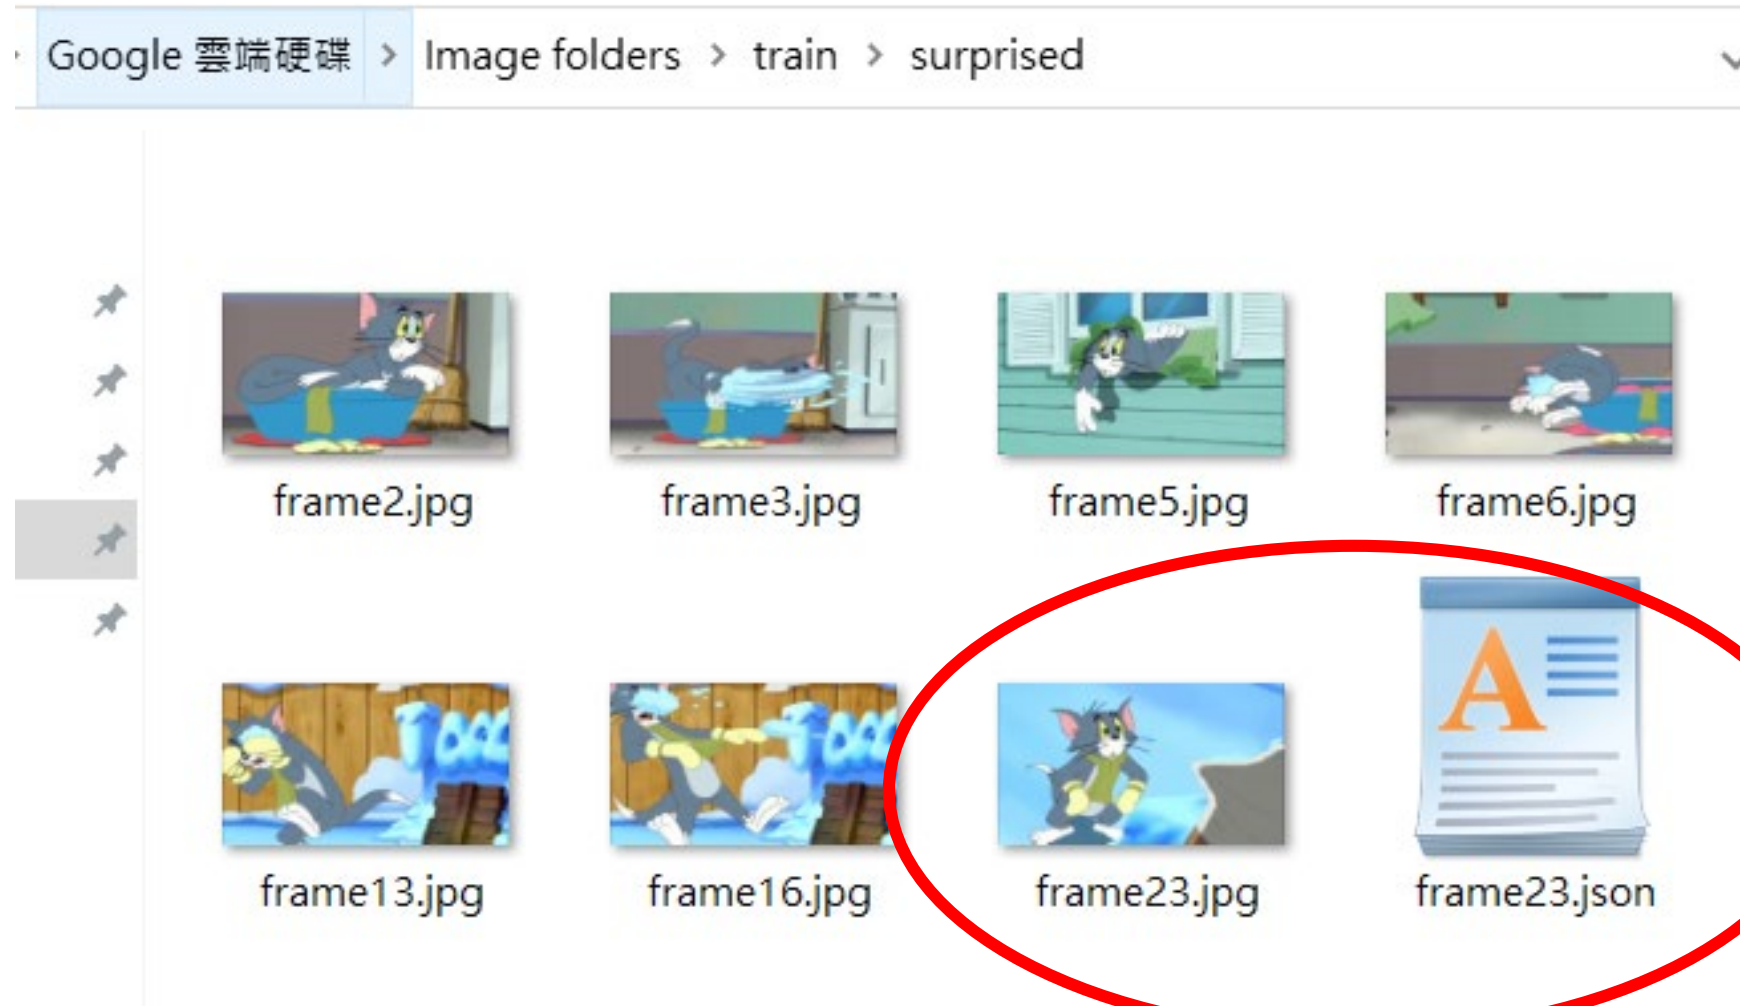 Google 雲端硬碟 > Image folders > train > surprised
frame2.jpg
frame3.jpg
frame5.jpg
frame6.jpg
A
frame13.jpg
frame16.jpg
frame23.jpg
frame23.json